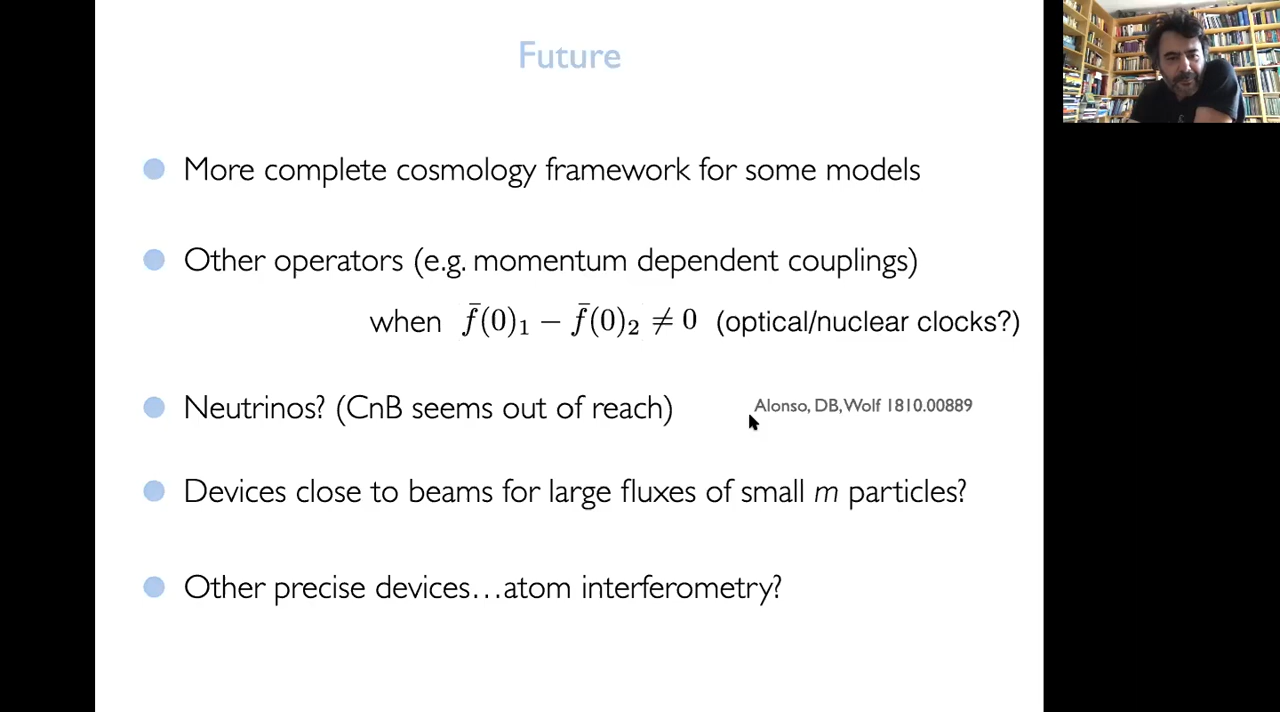 Future
More complete cosmology framework for some models
Other operators (e.g. momentum dependent couplings)
when f̄(0)₁ − f̄(0)₂ ≠ 0 (optical/nuclear clocks?)
Neutrinos? (CnB seems out of reach) Alonso, DB, Wolf 1810.00889
Devices close to beams for large fluxes of small m particles?
Other precise devices…atom interferometry?